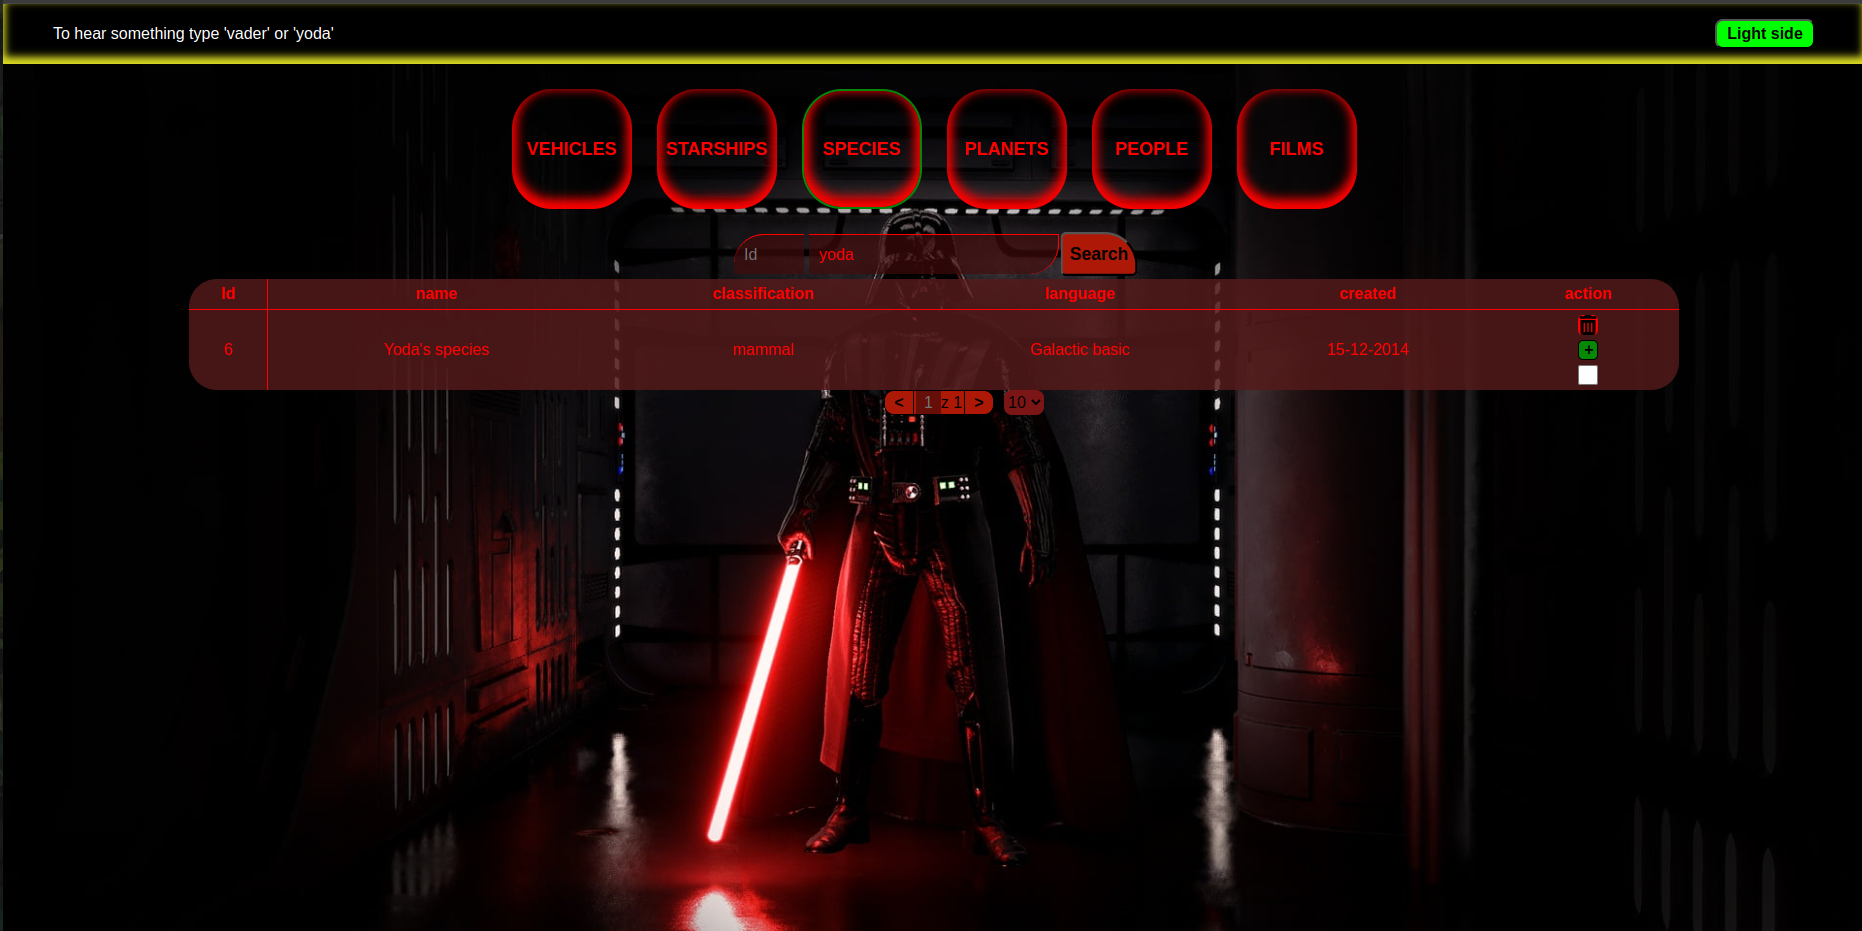 To hear something type 'vader' or 'yoda'
Light side
VEHICLES STARSHIPS SPECIES PLANETS PEOPLE FILMS
Id yoda Search
Id name classification language created action
6 Yoda's species mammal Galactic basic 15-12-2014
+
< 1 z 1 > 10